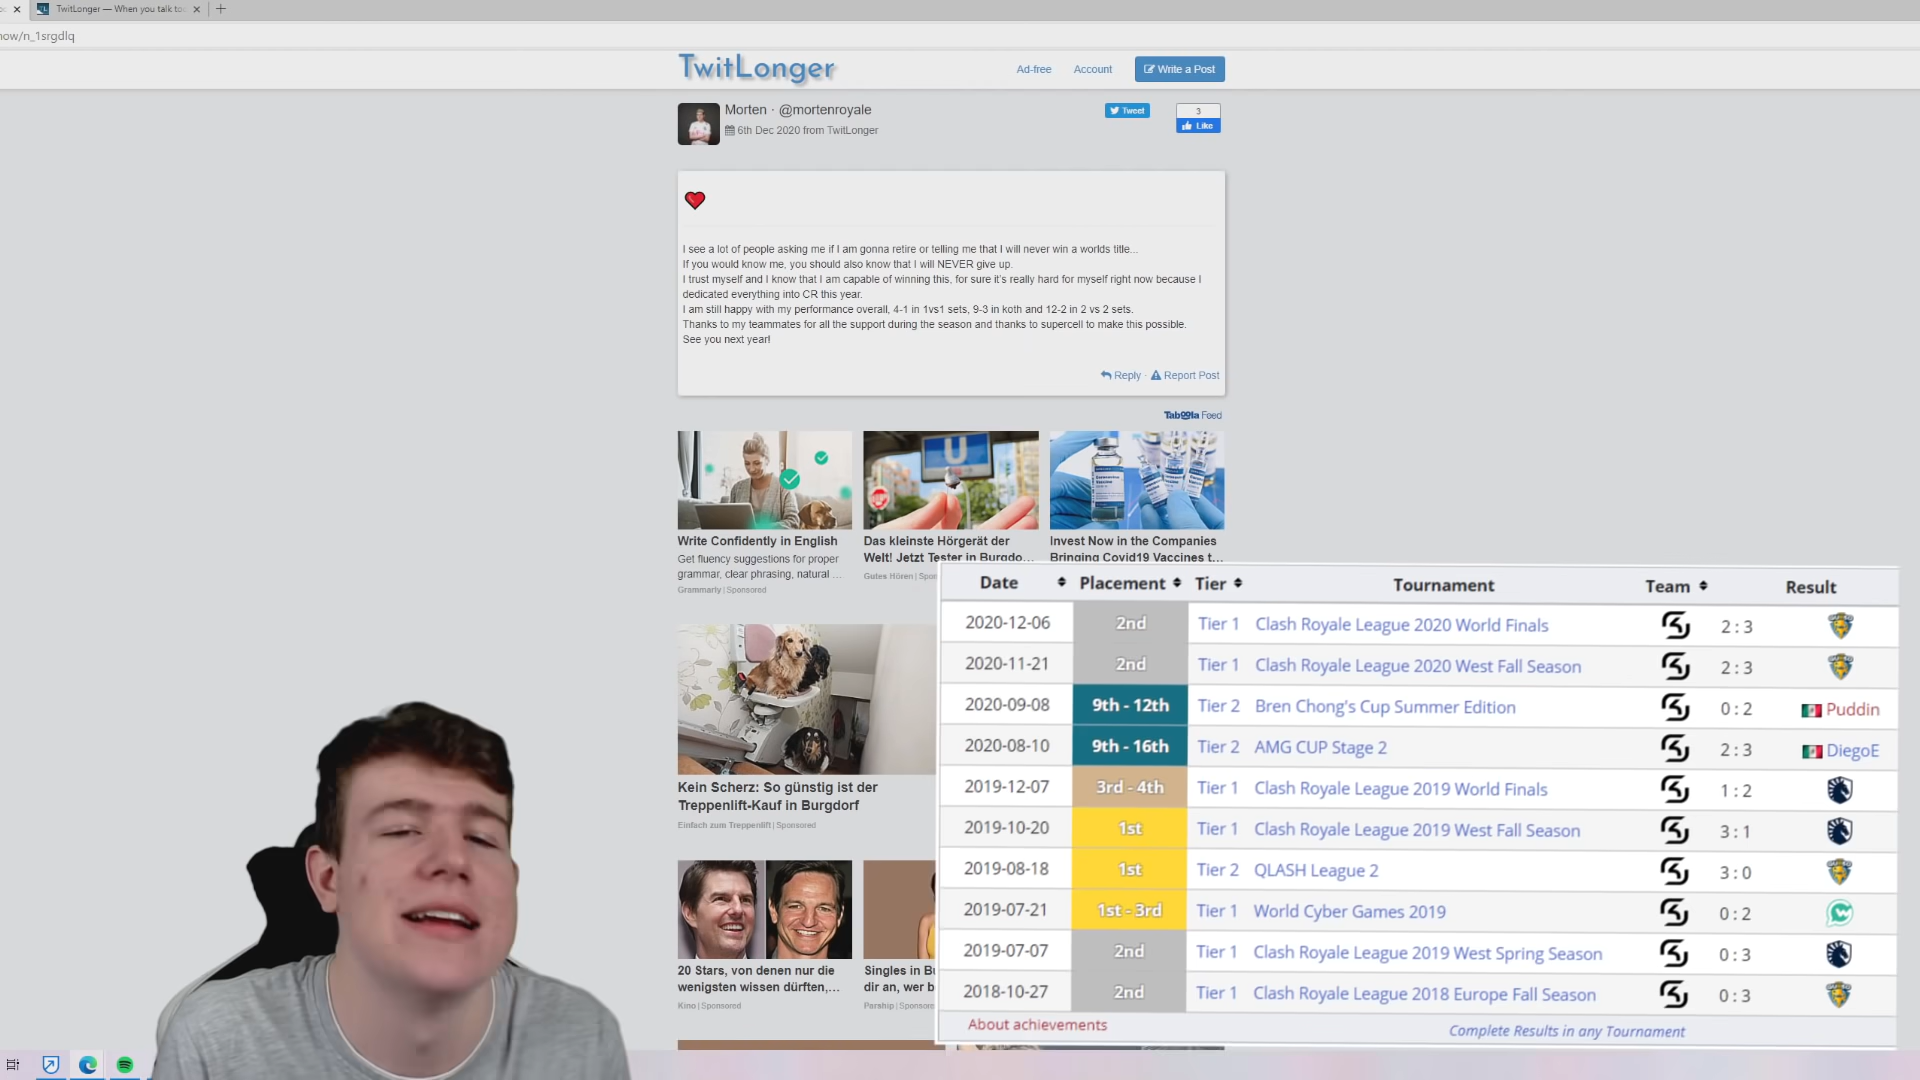 TwitLonger — When you talk to
now/n_1srgdlq
TwitLonger
Ad-free
Account
Write a Post
Morten · @mortenroyale
6th Dec 2020 from TwitLonger
Tweet
3
Like
I see a lot of people asking me if I am gonna retire or telling me that I will never win a worlds title...
If you would know me, you should also know that I will NEVER give up.
I trust myself and I know that I am capable of winning this, for sure it's really hard for myself right now because I
dedicated everything into CR this year.
I am still happy with my performance overall, 4-1 in 1vs1 sets, 9-3 in koth and 12-2 in 2 vs 2 sets.
Thanks to my teammates for all the support during the season and thanks to supercell to make this possible.
See you next year!
Reply · Report Post
Taboola Feed
U
Write Confidently in English
Get fluency suggestions for proper
grammar, clear phrasing, natural ...
Grammarly | Sponsored
Das kleinste Hörgerät der
Welt! Jetzt Tester in Burgdo...
Gutes Hören | Spon
Invest Now in the Companies
Bringing Covid19 Vaccines t...
Kein Scherz: So günstig ist der
Treppenlift-Kauf in Burgdorf
Einfach zum Treppenlift | Sponsored
20 Stars, von denen nur die
wenigsten wissen dürften,...
Kino | Sponsored
Singles in Bu
dir an, wer b
Parship | Sponsore
Date Placement Tier Tournament Team Result
2020-12-06 2nd Tier 1 Clash Royale League 2020 World Finals 2 : 3
2020-11-21 2nd Tier 1 Clash Royale League 2020 West Fall Season 2 : 3
2020-09-08 9th - 12th Tier 2 Bren Chong's Cup Summer Edition 0 : 2 Puddin
2020-08-10 9th - 16th Tier 2 AMG CUP Stage 2 2 : 3 DiegoE
2019-12-07 3rd - 4th Tier 1 Clash Royale League 2019 World Finals 1 : 2
2019-10-20 1st Tier 1 Clash Royale League 2019 West Fall Season 3 : 1
2019-08-18 1st Tier 2 QLASH League 2 3 : 0
2019-07-21 1st - 3rd Tier 1 World Cyber Games 2019 0 : 2
2019-07-07 2nd Tier 1 Clash Royale League 2019 West Spring Season 0 : 3
2018-10-27 2nd Tier 1 Clash Royale League 2018 Europe Fall Season 0 : 3
About achievements
Complete Results in any Tournament